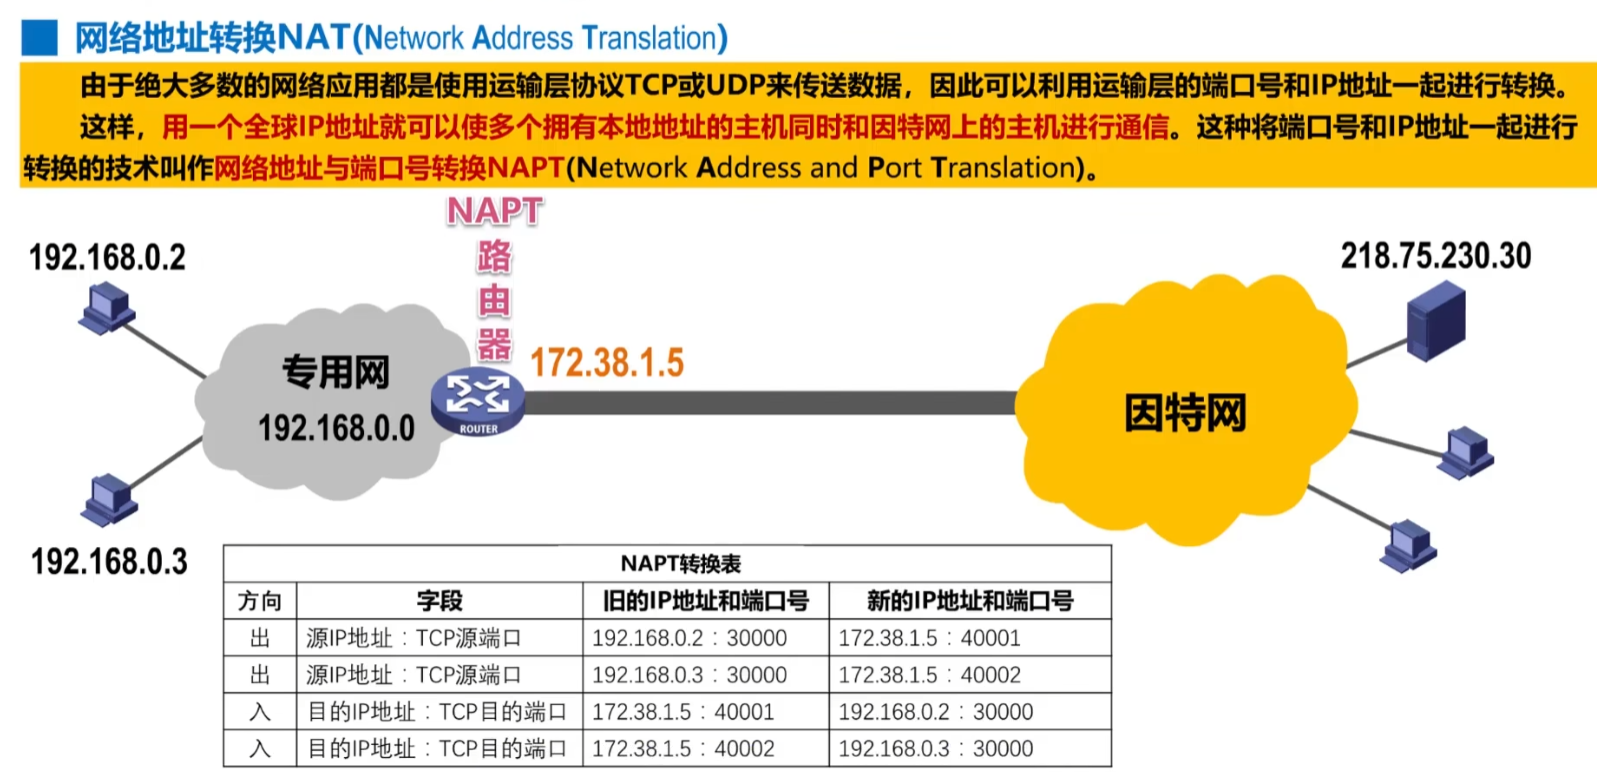 网络地址转换NAT(Network Address Translation)
由于绝大多数的网络应用都是使用运输层协议TCP或UDP来传送数据，因此可以利用运输层的端口号和IP地址一起进行转换。
这样，用一个全球IP地址就可以使多个拥有本地地址的主机同时和因特网上的主机进行通信。这种将端口号和IP地址一起进行
转换的技术叫作网络地址与端口号转换NAPT(Network Address and Port Translation)。
NAPT
路
由
器
192.168.0.2
218.75.230.30
172.38.1.5
专用网
192.168.0.0
ROUTER
因特网
192.168.0.3
NAPT转换表
方向 字段 旧的IP地址和端口号 新的IP地址和端口号
出 源IP地址：TCP源端口 192.168.0.2：30000 172.38.1.5：40001
出 源IP地址：TCP源端口 192.168.0.3：30000 172.38.1.5：40002
入 目的IP地址：TCP目的端口 172.38.1.5：40001 192.168.0.2：30000
入 目的IP地址：TCP目的端口 172.38.1.5：40002 192.168.0.3：30000